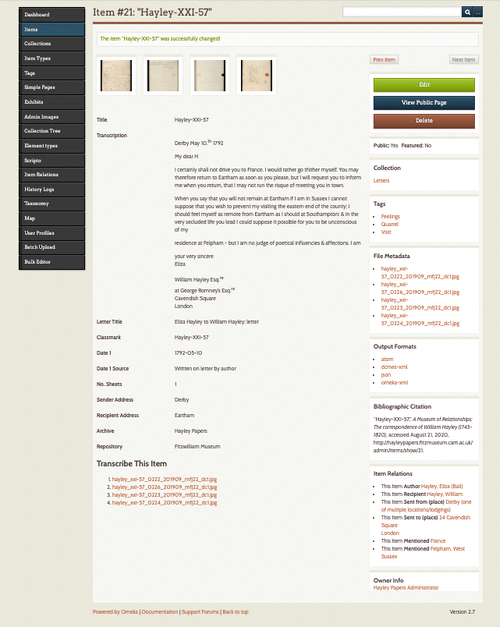 Dashboard
Items
Collections
Item Types
Tags
Simple Pages
Exhibits
Admin Images
Collection Tree
Element types
Scripto
Item Relations
History Logs
Taxonomy
Map
User Profiles
Batch Upload
Bulk Editor
Item #21: "Hayley-XXI-57"
The item "Hayley-XXI-57" was successfully changed!
Title
Hayley-XXI-57
Transcription
Derby May 10.th 1792
My dear H
I certainly shall not drive you to France, I would rather go thither myself. You may
therefore return to Eartham as soon as you please, but I will request you to inform
me when you return, that I may not run the risque of meeting you in town.
When you say that you will not remain at Eartham if I am in Sussex I cannot
suppose that you wish to prevent my visiting the eastern end of the county; I
should feel myself as remote from Eartham as I should at Southampton; & in the
very secluded life you lead I could suppose it possible for you to be unconscious
of my
residence at Felpham – but I am no judge of poetical influencies & affections. I am
your very sincere
Eliza
William Hayley Esq.re
at George Romney's Esq.re
Cavendish Square
London
Letter Title
Eliza Hayley to William Hayley: letter
Classmark
Hayley-XXI-57
Date 1
1792-05-10
Date 1 Source
Written on letter by author
No. Sheets
1
Sender Address
Derby
Recipient Address
Eartham
Archive
Hayley Papers
Repository
Fitzwilliam Museum
Transcribe This Item
1. hayley_xxi-57_0222_201909_mfj22_dc1.jpg
2. hayley_xxi-57_0226_201909_mfj22_dc1.jpg
3. hayley_xxi-57_0223_201909_mfj22_dc1.jpg
4. hayley_xxi-57_0224_201909_mfj22_dc1.jpg
Prev Item
Next Item
Edit
View Public Page
Delete
Public: Yes Featured: No
Collection
Letters
Tags
Feelings
Quarrel
Visit
File Metadata
hayley_xxi-
57_0222_201909_mfj22_dc1.jpg
hayley_xxi-
57_0226_201909_mfj22_dc1.jpg
hayley_xxi-
57_0223_201909_mfj22_dc1.jpg
hayley_xxi-
57_0224_201909_mfj22_dc1.jpg
Output Formats
atom
dcmes-xml
json
omeka-xml
Bibliographic Citation
"Hayley-XXI-57," A Museum of Relationships:
The correspondence of William Hayley (1745-
1820), accessed August 21, 2020,
http://hayleypapers.fitzmuseum.cam.ac.uk/
admin/items/show/21.
Item Relations
This Item Author Hayley, Eliza (Ball)
This Item Recipient Hayley, William
This Item Sent from (place) Derby (one
of multiple locations/lodgings)
This Item Sent to (place) 24 Cavendish
Square
London
This Item Mentioned France
This Item Mentioned Felpham, West
Sussex
Owner Info
Hayley Papers Administrator
Powered by Omeka | Documentation | Support Forums | Back to top
Version 2.7